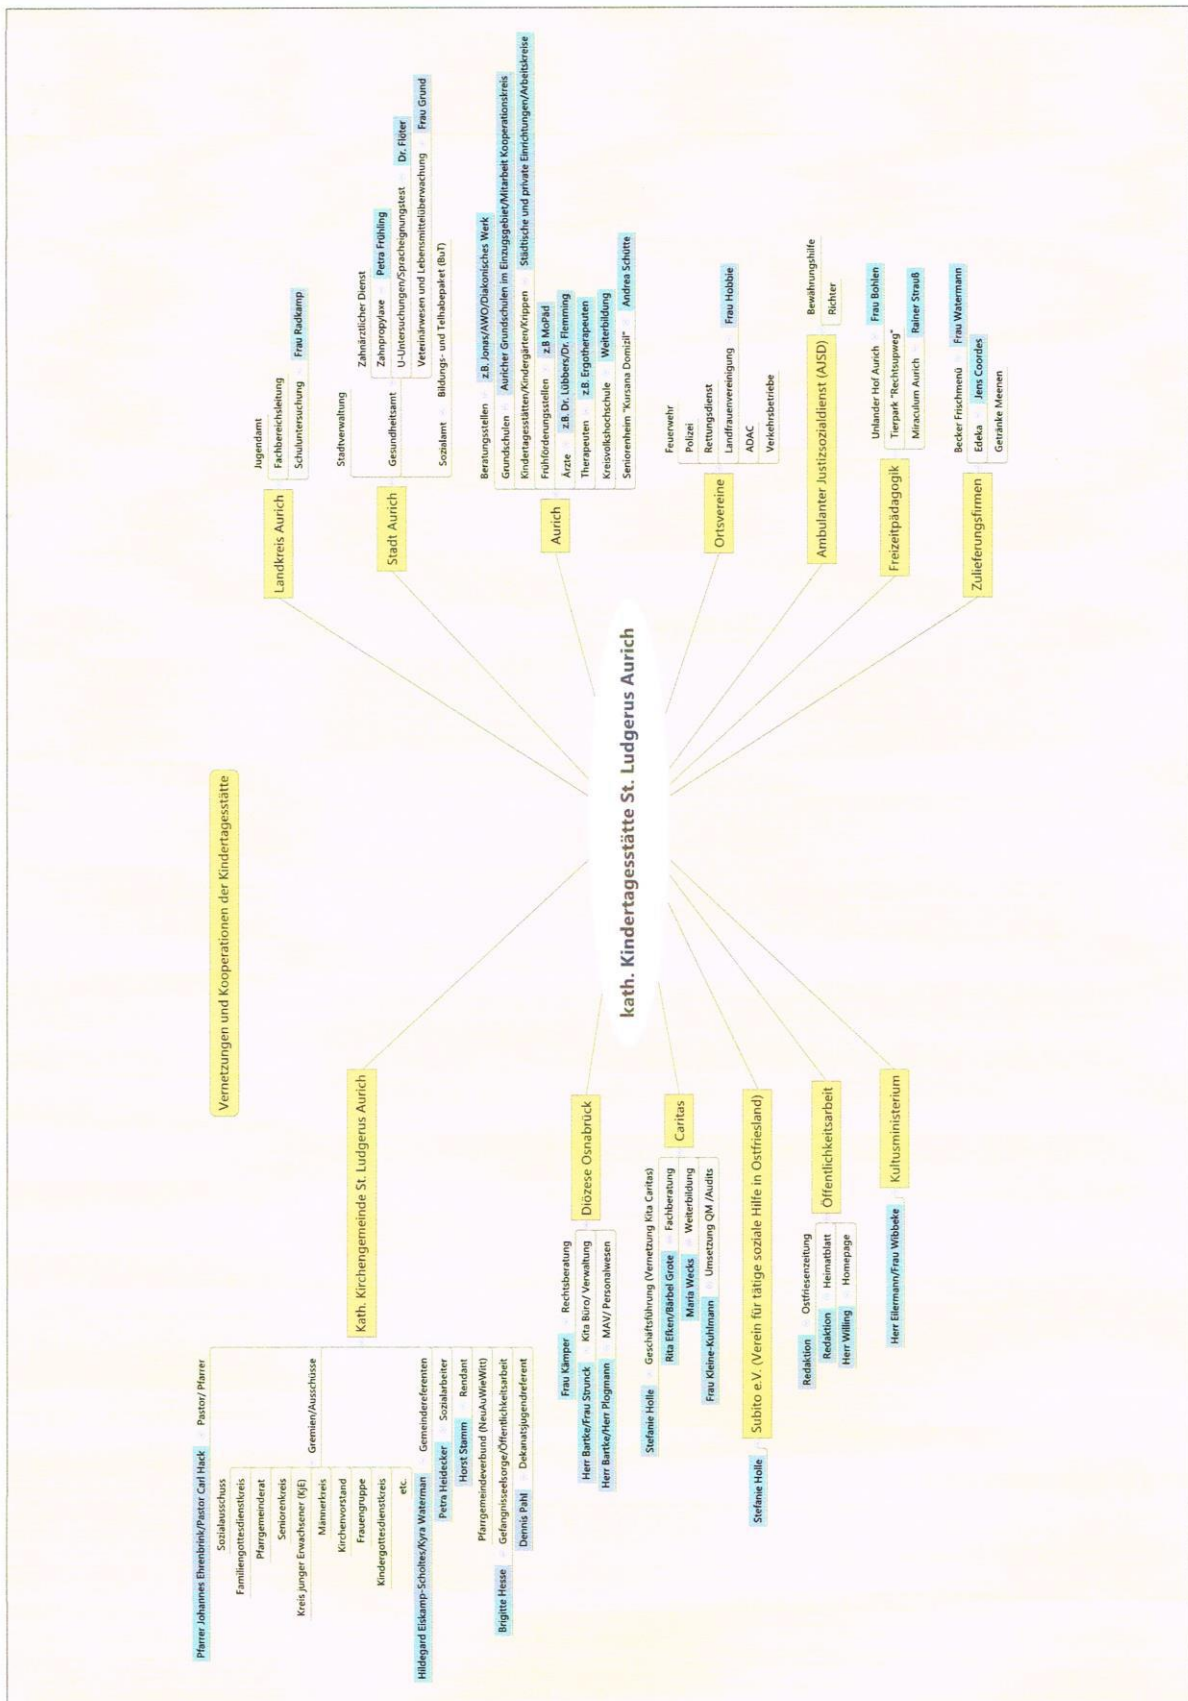 Vernetzungen und Kooperationen der Kindertagesstätte
kath. Kindertagesstätte St. Ludgerus Aurich
Kath. Kirchengemeinde St. Ludgerus Aurich
Pfarrer Johannes Ehrenbrink/Pastor Carl Hack Pastor/ Pfarrer
Gremien/Ausschüsse
Sozialausschuss
Familiengottesdienstkreis
Pfarrgemeinderat
Seniorenkreis
Kreis junger Erwachsener (KjE)
Männerkreis
Kirchenvorstand
Frauengruppe
Kindergottesdienstkreis
etc.
Hildegard Eiskamp-Scholtes/Kyra Waterman Gemeindereferenten
Petra Heidecker Sozialarbeiter
Horst Stamm Rendant
Pfarrgemeindeverbund (NeuAuWieWitt)
Brigitte Hesse Gefangnisseelsorge/Öffentlichkeitsarbeit
Dennis Pahl Dekanatsjugendreferent
Diözese Osnabrück
Frau Kämper Rechtsberatung
Herr Bartke/Frau Strunck Kita Büro/ Verwaltung
Herr Bartke/Herr Plogmann MAV/ Personalwesen
Caritas
Stefanie Holle Geschäftsführung (Vernetzung Kita Caritas)
Rita Efken/Bärbel Grote Fachberatung
Maria Wecks Weiterbildung
Frau Kleine-Kuhlmann Umsetzung QM /Audits
Subito e.V. (Verein für tätige soziale Hilfe in Ostfriesland)
Stefanie Holle
Öffentlichkeitsarbeit
Redaktion Ostfriesenzeitung
Redaktion Heimatblatt
Herr Willing Homepage
Kultusministerium
Herr Eilermann/Frau Wibbeke
Landkreis Aurich
Jugendamt
Fachbereichsleitung
Schuluntersuchung Frau Radkamp
Stadt Aurich
Stadtverwaltung
Gesundheitsamt
Zahnärztlicher Dienst
Zahnpropylaxe Petra Frühling
U-Untersuchungen/Spracheignungstest Dr. Flöter
Veterinärwesen und Lebensmittelüberwachung Frau Grund
Sozialamt Bildungs- und Telhabepaket (BuT)
Aurich
Beratungsstellen z.B. Jonas/AWO/Diakonisches Werk
Grundschulen Auricher Grundschulen im Einzugsgebiet/Mitarbeit Kooperationskreis
Kindertagesstätten/Kindergärten/Krippen Städtische und private Einrichtungen/Arbeitskreise
Frühförderungsstellen z.B MoPäd
Ärzte z.B. Dr. Lübbers/Dr. Flemming
Therapeuten z.B. Ergotherapeuten
Kreisvolkshochschule Weiterbildung
Seniorenheim "Kursana Domizil" Andrea Schütte
Ortsvereine
Feuerwehr
Polizei
Rettungsdienst
Landfrauenvereinigung Frau Hobbie
ADAC
Verkehrsbetriebe
Ambulanter Justizsozialdienst (AJSD)
Bewährungshilfe
Richter
Freizeitpädagogik
Unlander Hof Aurich Frau Bohlen
Tierpark "Rechtsupweg"
Miraculum Aurich Rainer Strauß
Zulieferungsfirmen
Becker Frischmenü Frau Watermann
Edeka Jens Coordes
Getränke Meenen